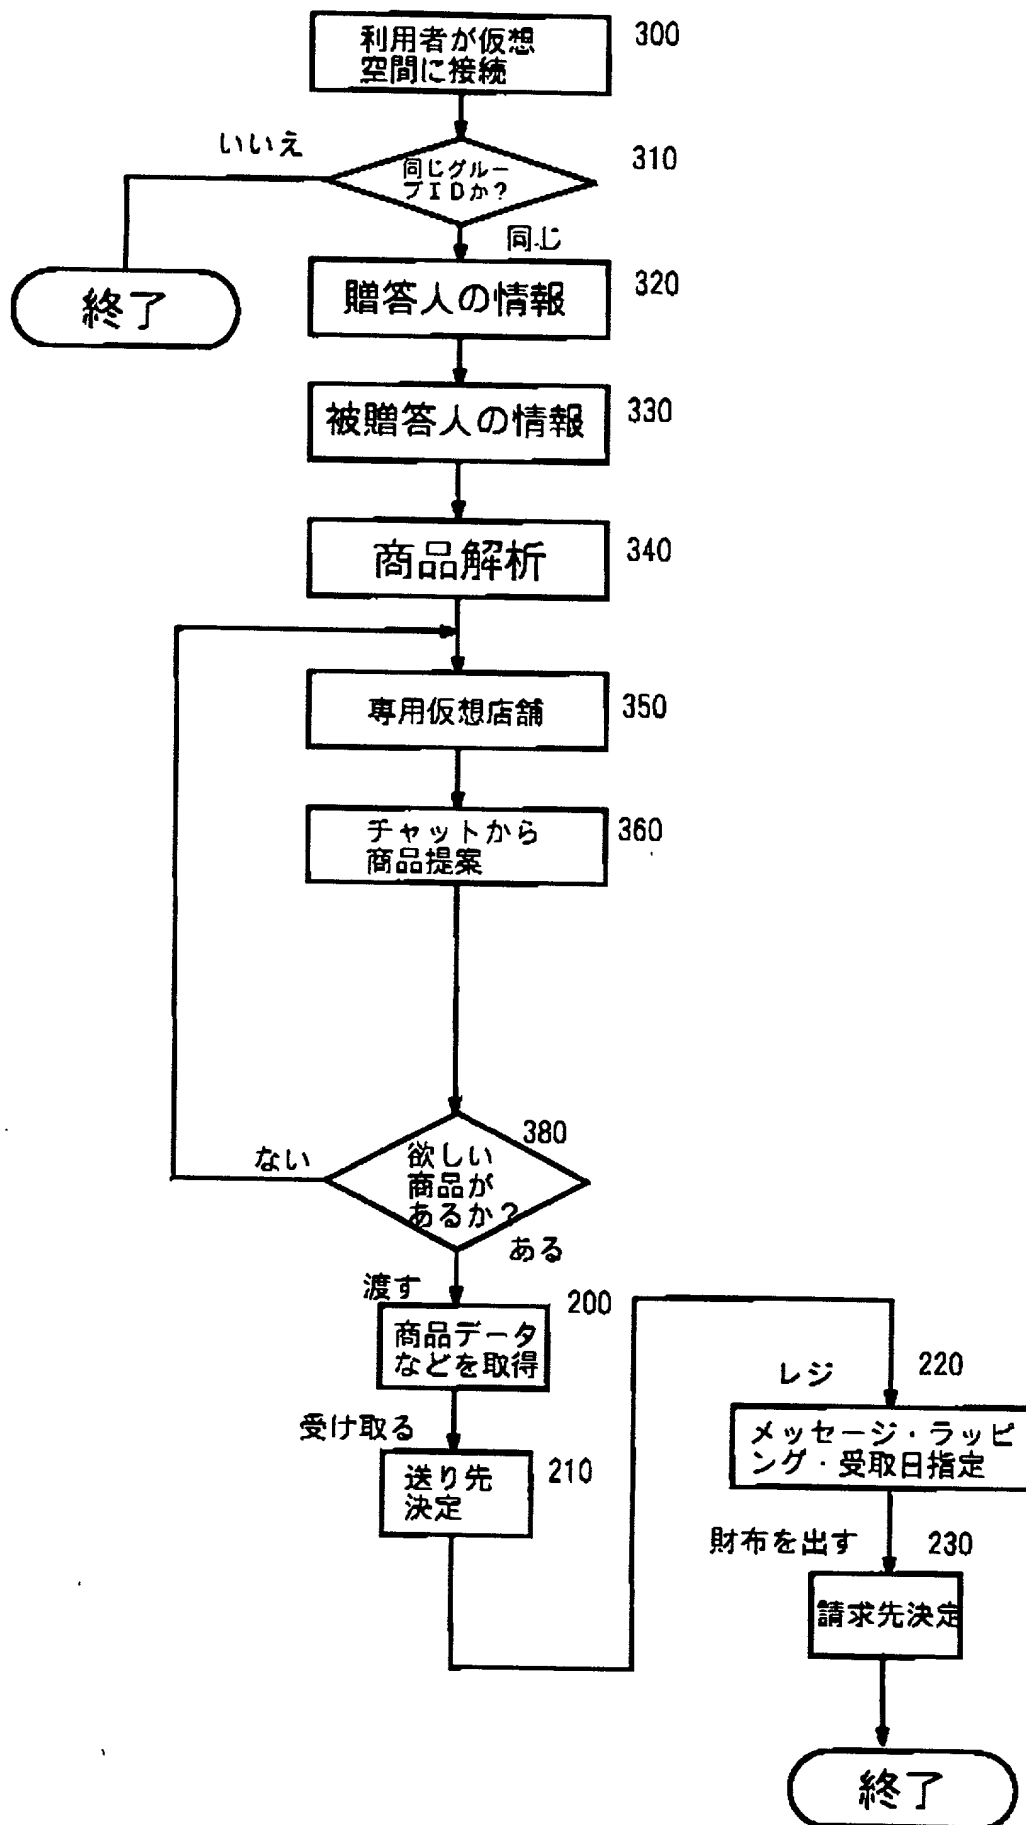 利用者が仮想
空間に接続
300
いいえ
同じグルー
プIDか？
310
同じ
終了
贈答人の情報
320
被贈答人の情報
330
商品解析
340
専用仮想店舗
350
チャットから
商品提案
360
380
ない
欲しい
商品が
あるか？
ある
渡す
200
商品データ
などを取得
受け取る
送り先
決定
210
レジ
220
メッセージ・ラッピ
ング・受取日指定
財布を出す
230
請求先決定
終了